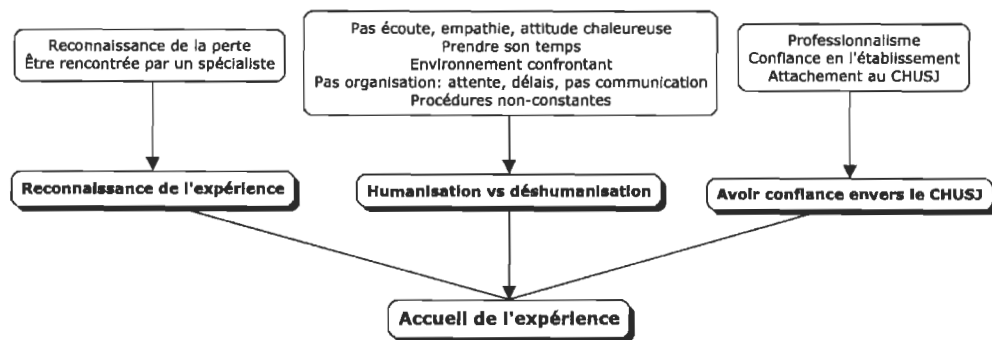 Reconnaissance de la perte
Être rencontrée par un spécialiste
Pas écoute, empathie, attitude chaleureuse
Prendre son temps
Environnement confrontant
Pas organisation: attente, délais, pas communication
Procédures non-constantes
Professionnalisme
Confiance en l'établissement
Attachement au CHUSJ
Reconnaissance de l'expérience
Humanisation vs déshumanisation
Avoir confiance envers le CHUSJ
Accueil de l'expérience